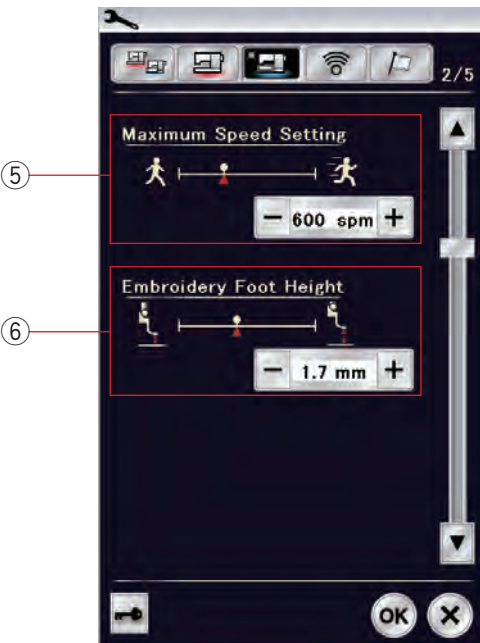 2/5
⑤
Maximum Speed Setting
− 600 spm +
⑥
Embroidery Foot Height
− 1.7 mm +
OK X